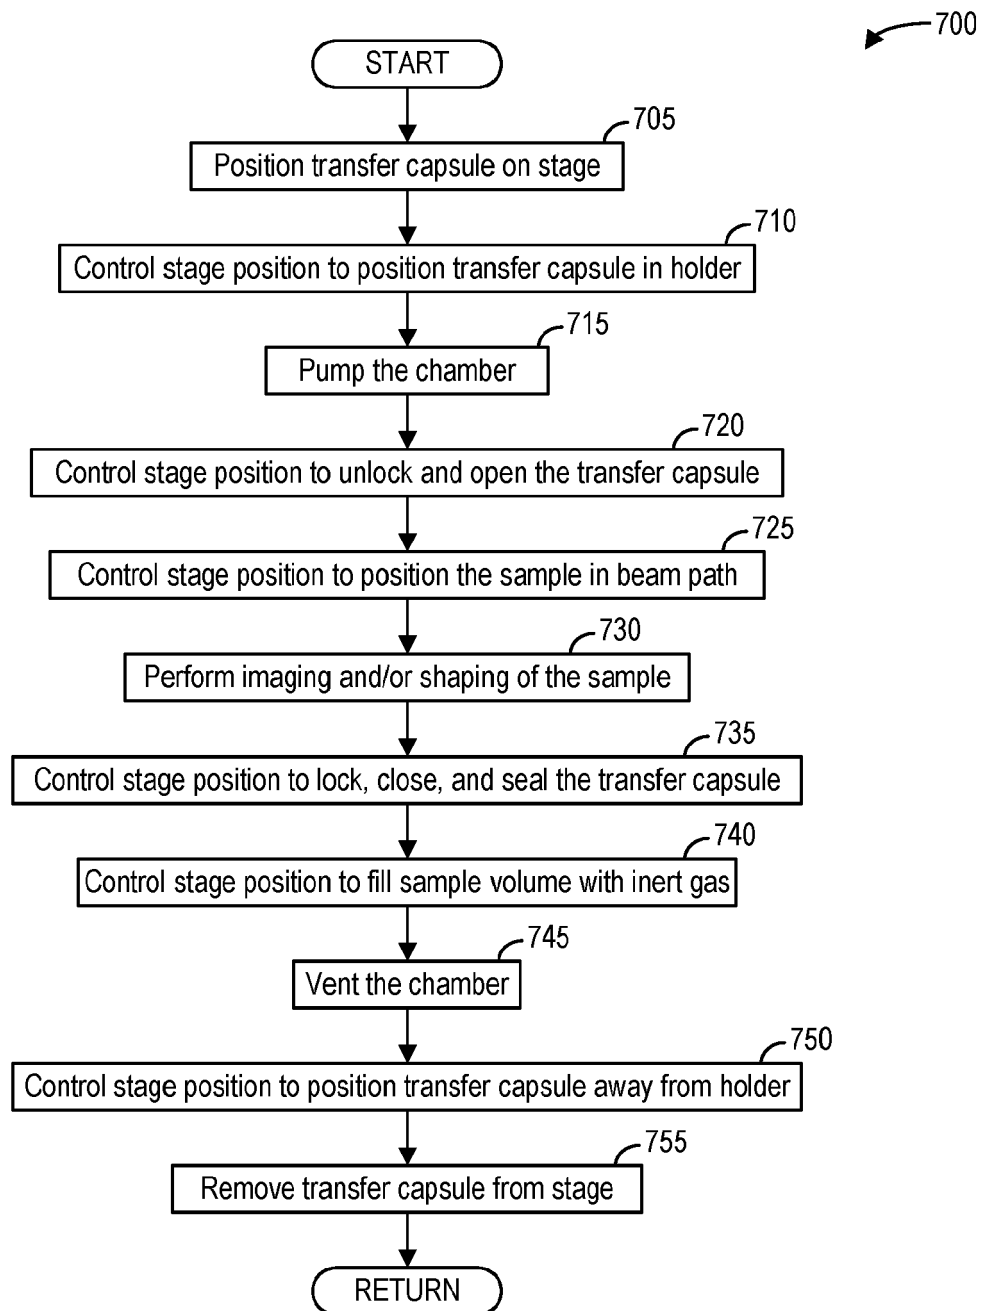 700
START
705
Position transfer capsule on stage
710
Control stage position to position transfer capsule in holder
715
Pump the chamber
720
Control stage position to unlock and open the transfer capsule
725
Control stage position to position the sample in beam path
730
Perform imaging and/or shaping of the sample
735
Control stage position to lock, close, and seal the transfer capsule
740
Control stage position to fill sample volume with inert gas
745
Vent the chamber
750
Control stage position to position transfer capsule away from holder
755
Remove transfer capsule from stage
RETURN